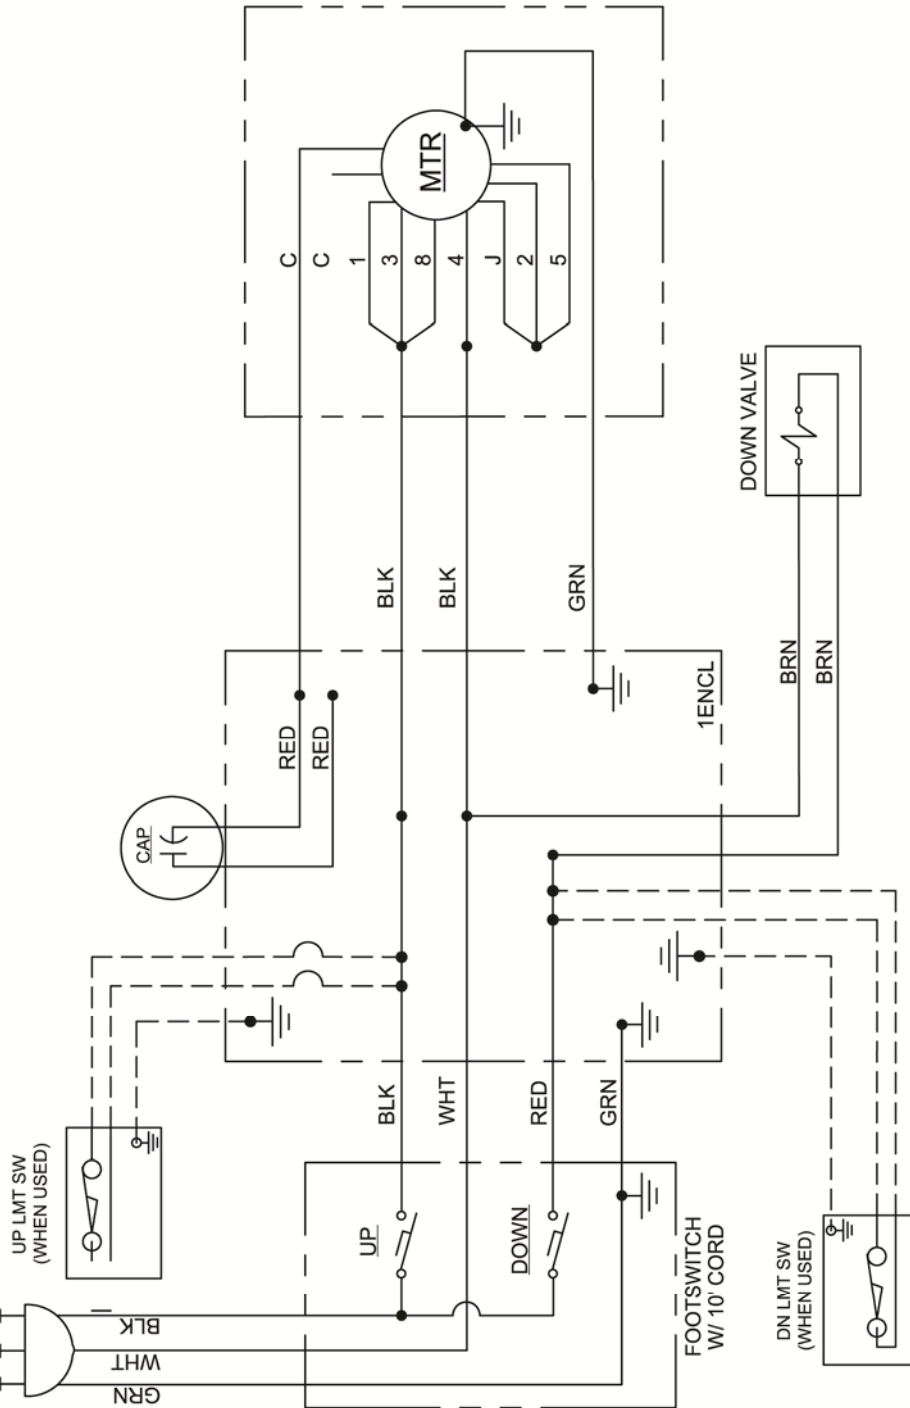 MTR
C
C
1
3
8
4
J
2
5
DOWN VALVE
BLK
BLK
GRN
BRN
BRN
1ENCL
RED
RED
CAP
UP LMT SW
(WHEN USED)
BLK
WHT
RED
GRN
UP
DOWN
FOOTSWITCH
W/ 10' CORD
DN LMT SW
(WHEN USED)
BLK
WHT
GRN